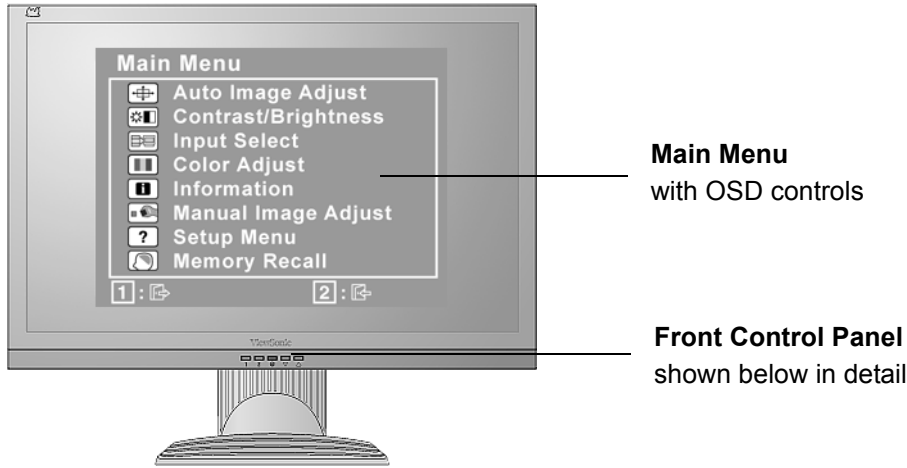 Main Menu
Auto Image Adjust
Contrast/Brightness
Input Select
Color Adjust
Information
Manual Image Adjust
? Setup Menu
Memory Recall
1 : 2 :
ViewSonic
Main Menu
with OSD controls
Front Control Panel
shown below in detail